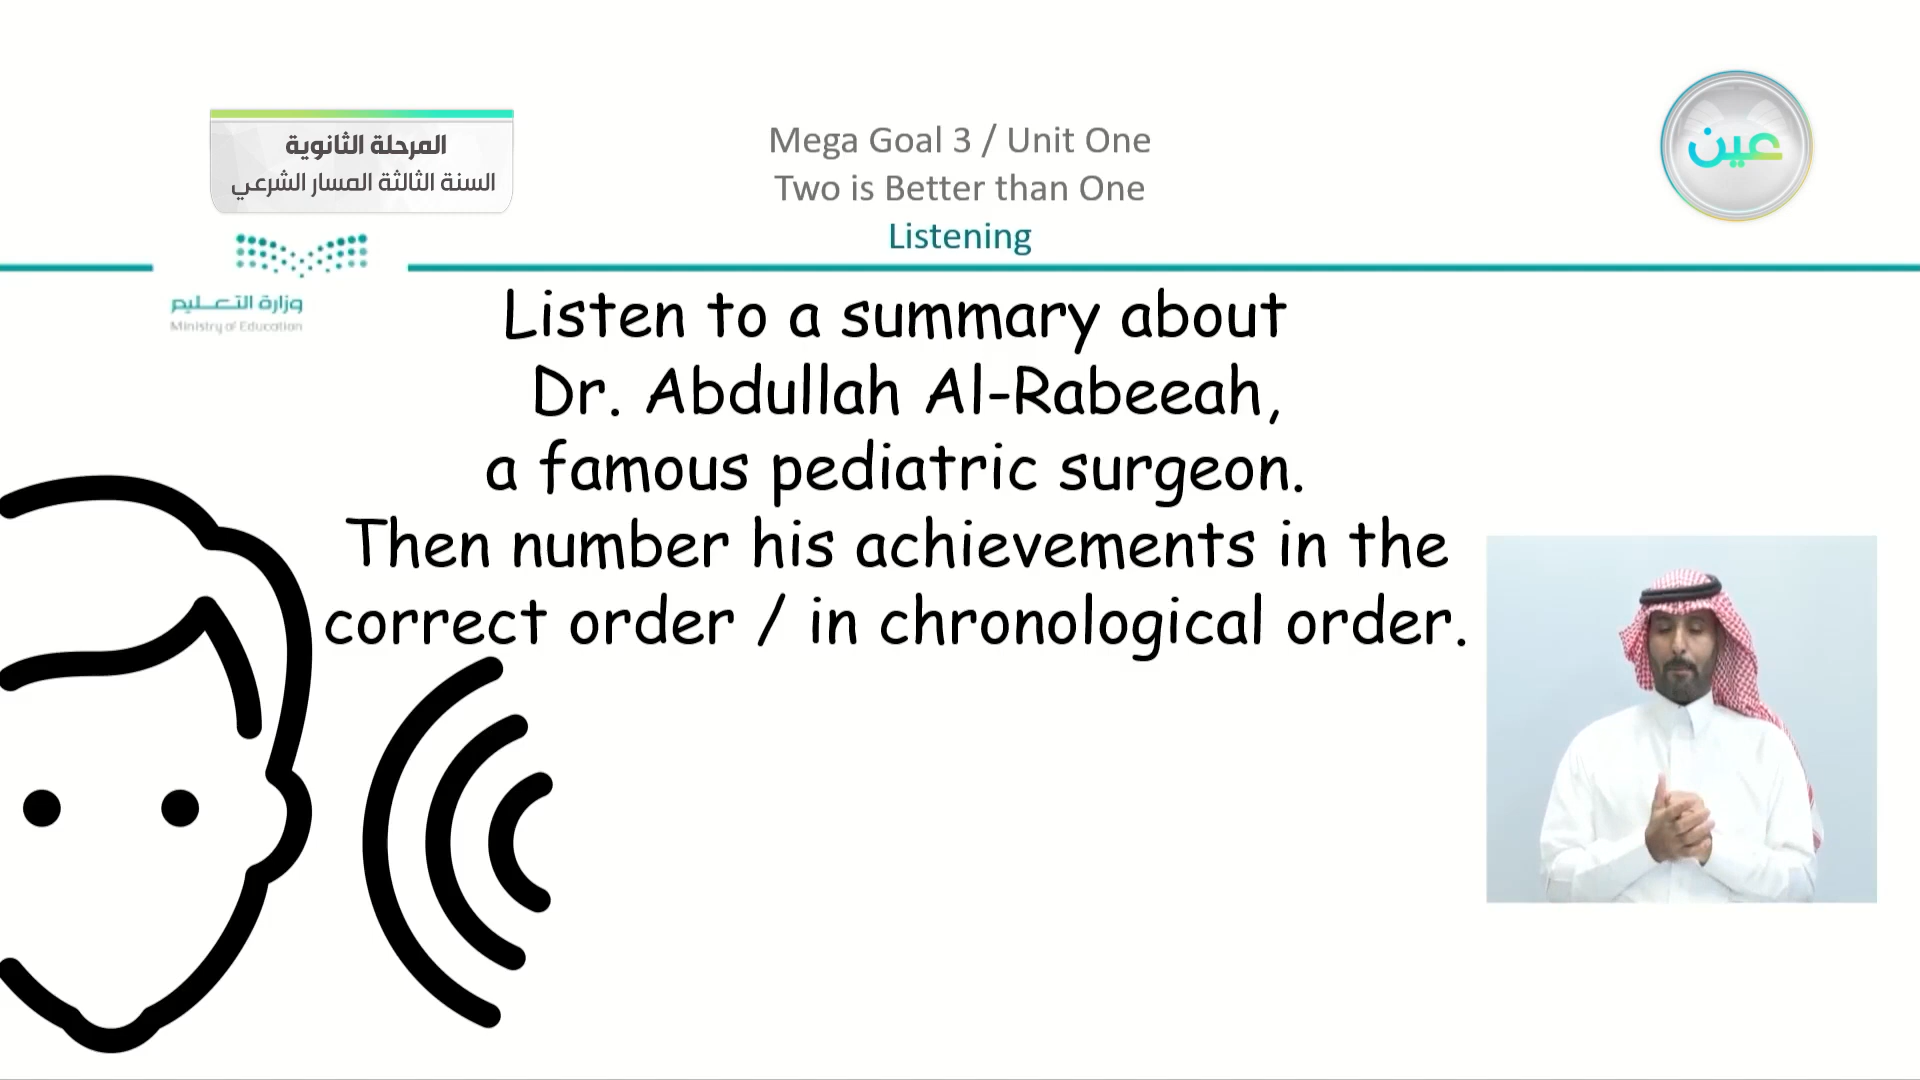 المرحلة الثانوية
السنة الثالثة المسار الشرعي
Mega Goal 3 / Unit One
Two is Better than One
Listening
عين
وزارة التعليم
Ministry of Education
Listen to a summary about
Dr. Abdullah Al-Rabeeah,
a famous pediatric surgeon.
Then number his achievements in the
correct order / in chronological order.